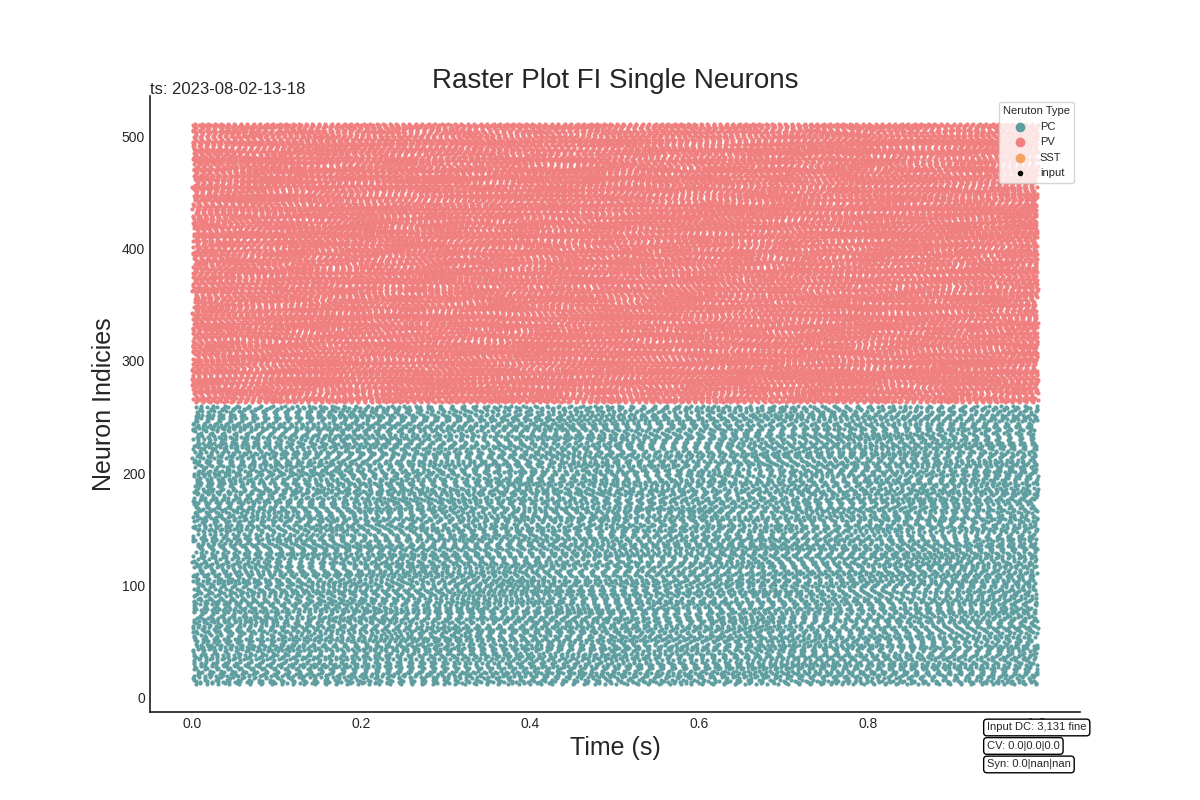 Raster Plot FI Single Neurons
ts: 2023-08-02-13-18
Neruton Type
PC
PV
SST
input
500
400
300
200
100
0
Neuron Indicies
0.0
0.2
0.4
0.6
0.8
Time (s)
Input DC: 3,131 fine
CV: 0.0|0.0|0.0
Syn: 0.0|nan|nan